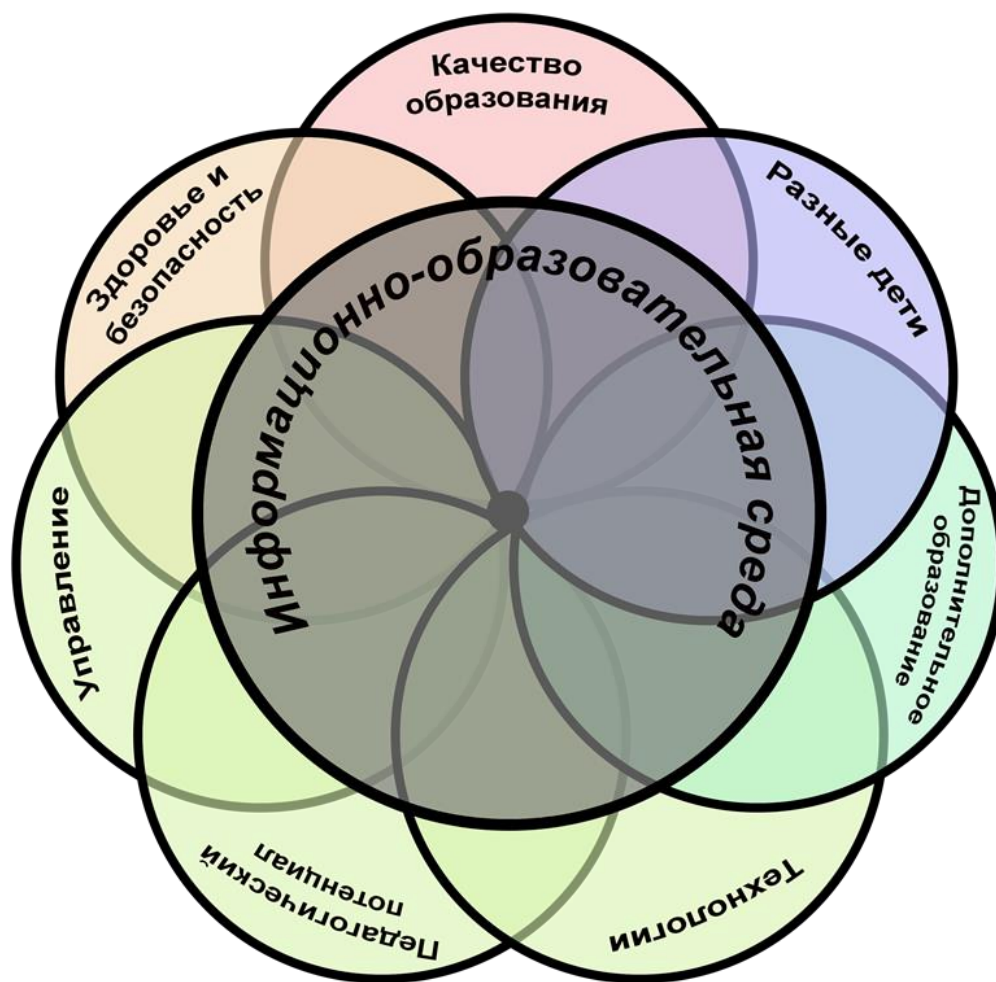 Качество
образования
Разные дети
Дополнительное
образование
Технологии
Педагогический
потенциал
Управление
Здоровье и
безопасность
Информационно-образовательная среда